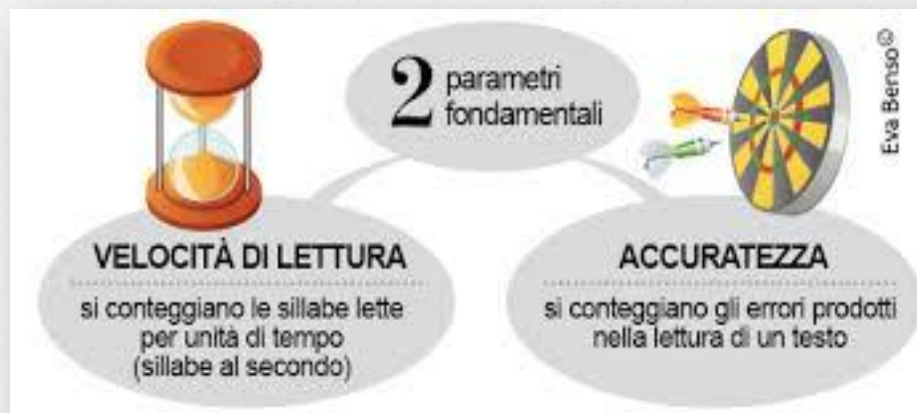 2 parametri
fondamentali
Eva Benso©
VELOCITÀ DI LETTURA
si conteggiano le sillabe lette
per unità di tempo
(sillabe al secondo)
ACCURATEZZA
si conteggiano gli errori prodotti
nella lettura di un testo